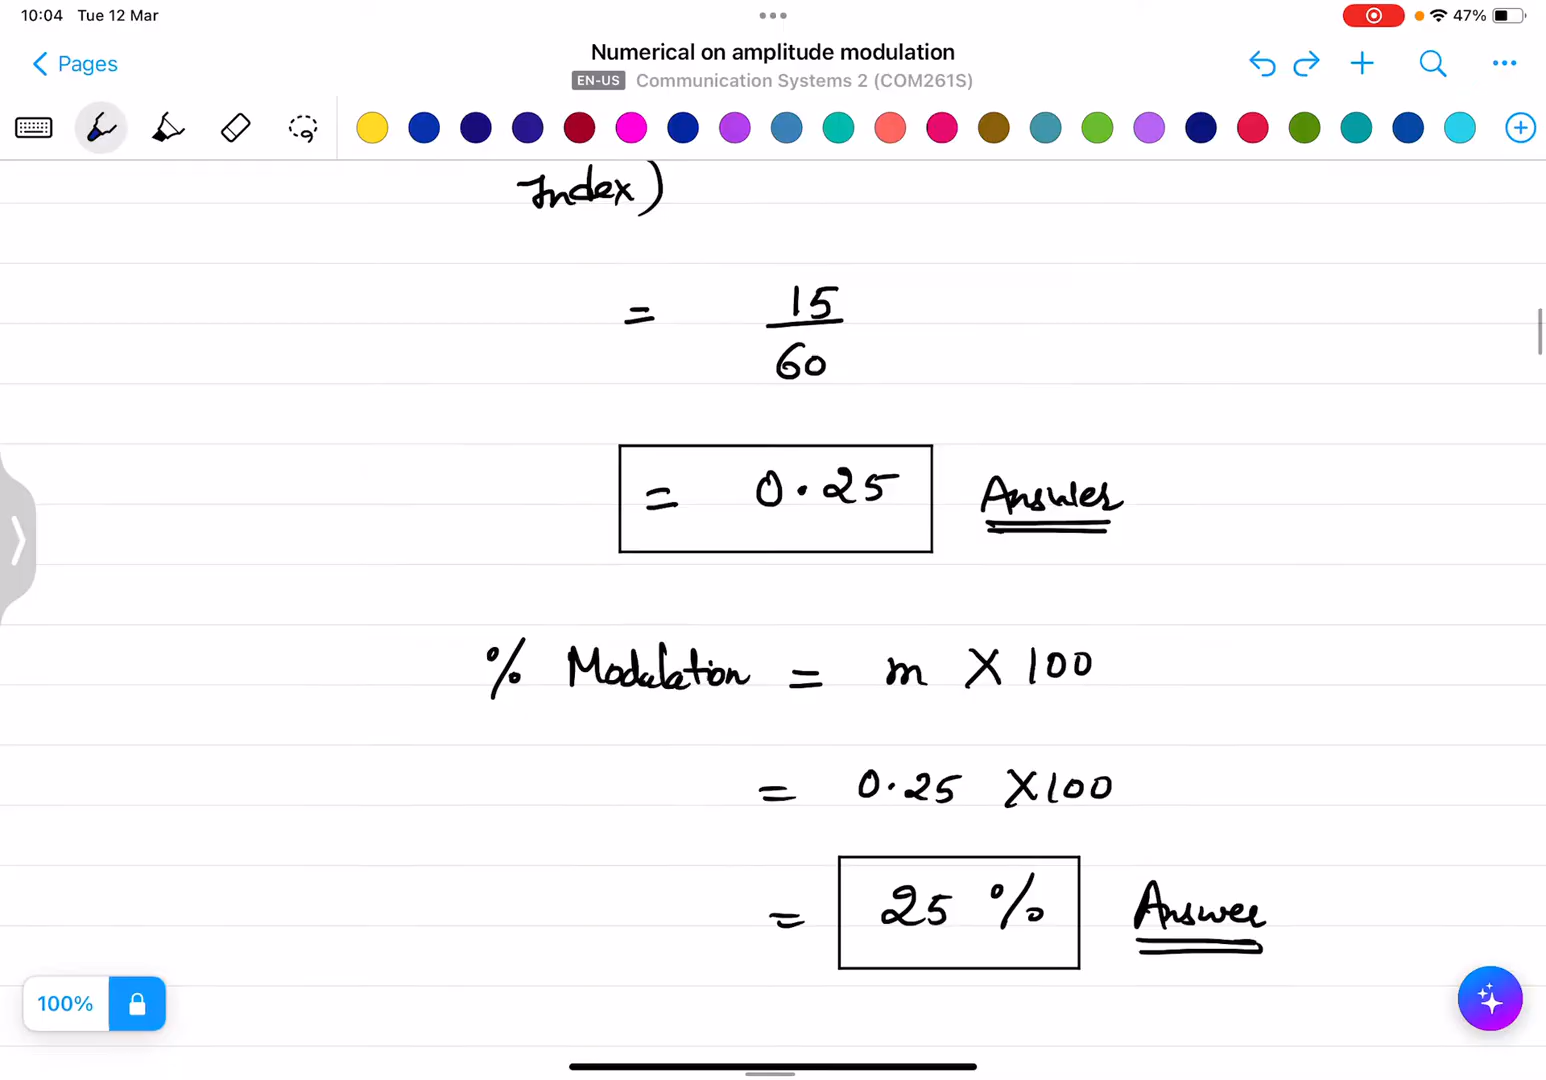 10:04 Tue 12 Mar
47%
Pages
Numerical on amplitude modulation
EN-US Communication Systems 2 (COM261S)
Index)
= 15
60
= 0.25 Answer
% Modulation = m X 100
= 0.25 X100
= 25 % Answer
100%